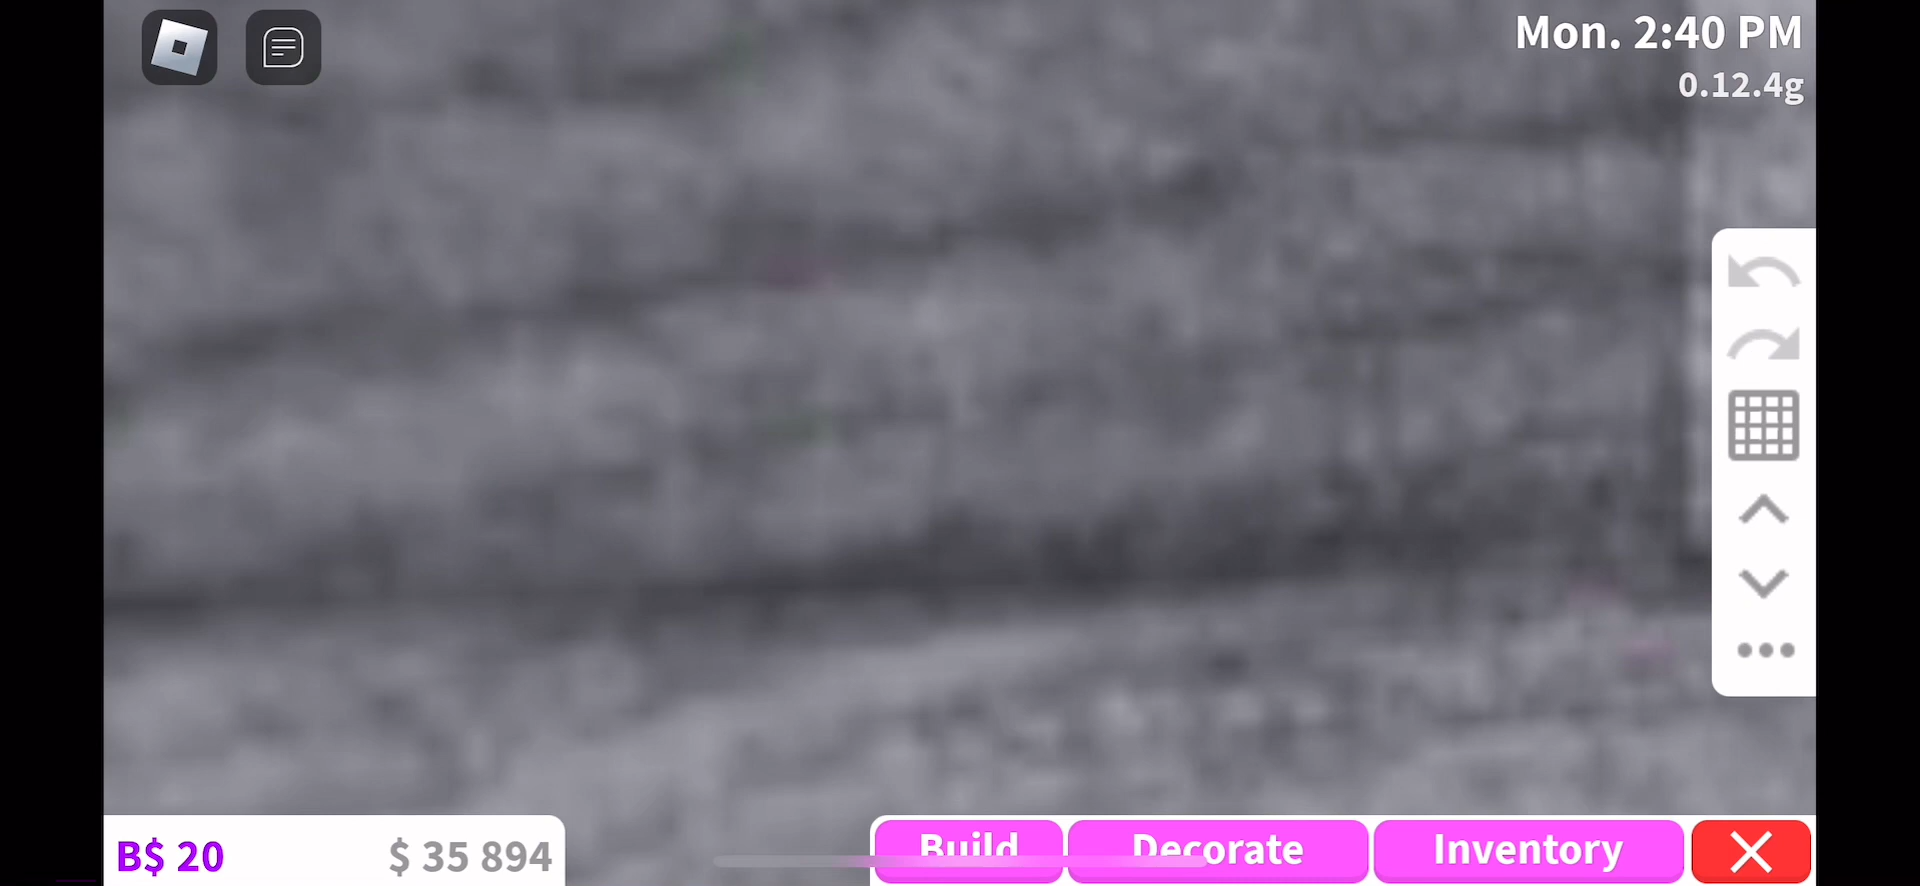 Mon. 2:40 PM
0.12.4g
B$ 20
$ 35 894
Build
Decorate
Inventory